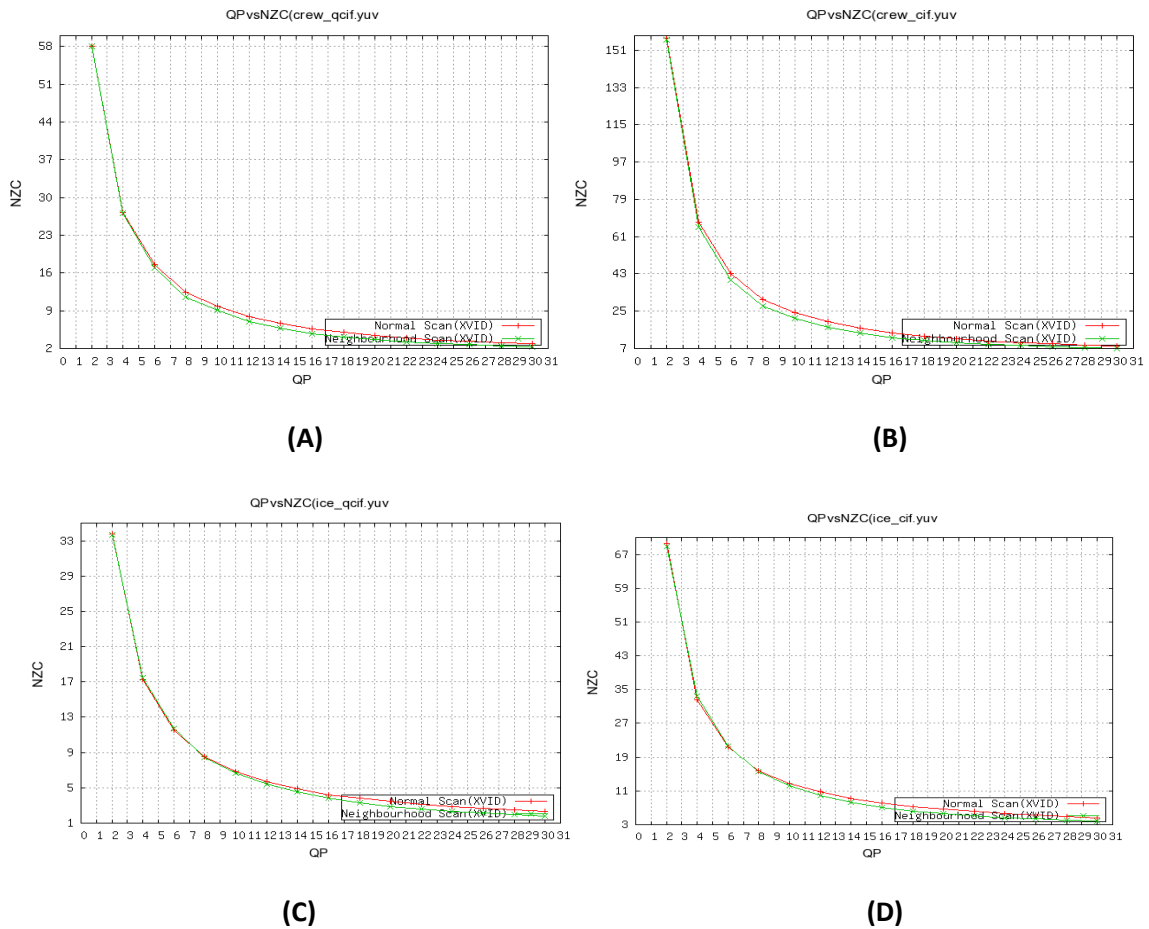 QPvsNZC(crew_qcif.yuv
58
51
44
37
30
23
16
9
2
NZC
Normal Scan(XVID)
Neighbourhood Scan(XVID)
0 1 2 3 4 5 6 7 8 9 10 11 12 13 14 15 16 17 18 19 20 21 22 23 24 25 26 27 28 29 30 31
QP
(A)
QPvsNZC(crew_cif.yuv
151
133
115
97
79
61
43
25
7
NZC
Normal Scan(XVID)
Neighbourhood Scan(XVID)
0 1 2 3 4 5 6 7 8 9 10 11 12 13 14 15 16 17 18 19 20 21 22 23 24 25 26 27 28 29 30 31
QP
(B)
QPvsNZC(ice_qcif.yuv
33
29
25
21
17
13
9
5
1
NZC
Normal Scan(XVID)
Neighbourhood Scan(XVID)
0 1 2 3 4 5 6 7 8 9 10 11 12 13 14 15 16 17 18 19 20 21 22 23 24 25 26 27 28 29 30 31
QP
(C)
QPvsNZC(ice_cif.yuv
67
59
51
43
35
27
19
11
3
NZC
Normal Scan(XVID)
Neighbourhood Scan(XVID)
0 1 2 3 4 5 6 7 8 9 10 11 12 13 14 15 16 17 18 19 20 21 22 23 24 25 26 27 28 29 30 31
QP
(D)